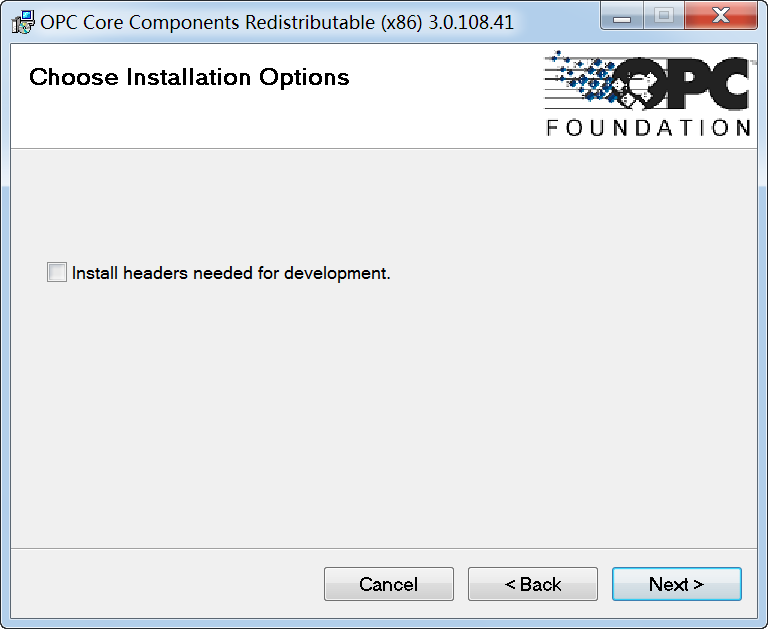 OPC Core Components Redistributable (x86) 3.0.108.41
Choose Installation Options
OPC
FOUNDATION
Install headers needed for development.
Cancel
< Back
Next >